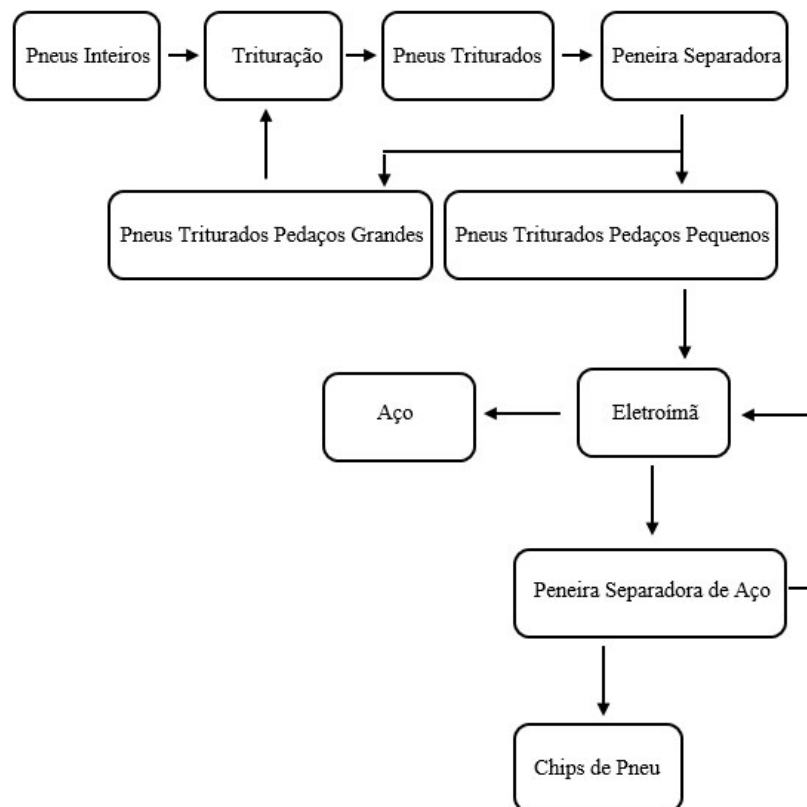 Pneus Inteiros
Trituração
Pneus Triturados
Peneira Separadora
Pneus Triturados Pedaços Grandes
Pneus Triturados Pedaços Pequenos
Aço
Eletroímã
Peneira Separadora de Aço
Chips de Pneu